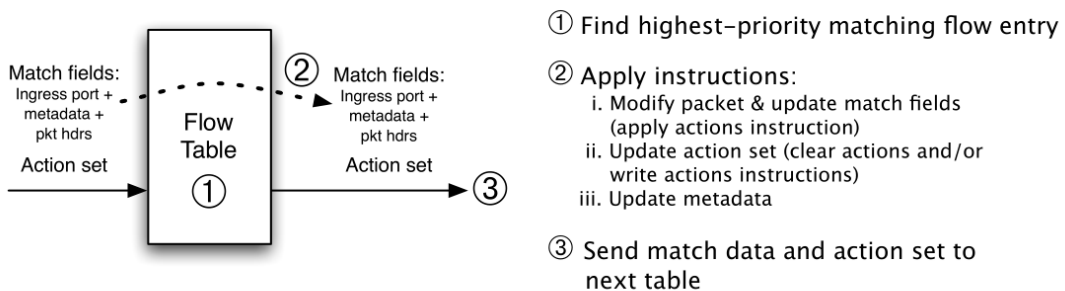 Match fields:
Ingress port +
metadata +
pkt hdrs
Action set
Flow
Table
①
②
Match fields:
Ingress port +
metadata +
pkt hdrs
Action set
③
① Find highest-priority matching flow entry
② Apply instructions:
i. Modify packet & update match fields
(apply actions instruction)
ii. Update action set (clear actions and/or
write actions instructions)
iii. Update metadata
③ Send match data and action set to
next table